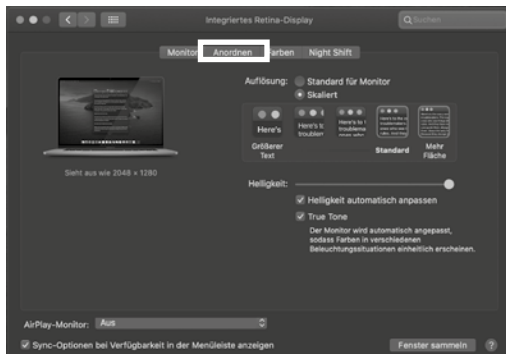 Integriertes Retina-Display
Suchen
Monitor Anordnen Farben Night Shift
Auflösung: Standard für Monitor
Skaliert
Here's
Größerer Text
Standard
Mehr Fläche
Sieht aus wie 2048 × 1280
Helligkeit:
Helligkeit automatisch anpassen
True Tone
Der Monitor wird automatisch angepasst,
sodass Farben in verschiedenen
Beleuchtungssituationen einheitlich erscheinen.
AirPlay-Monitor: Aus
Sync-Optionen bei Verfügbarkeit in der Menüleiste anzeigen
Fenster sammeln ?